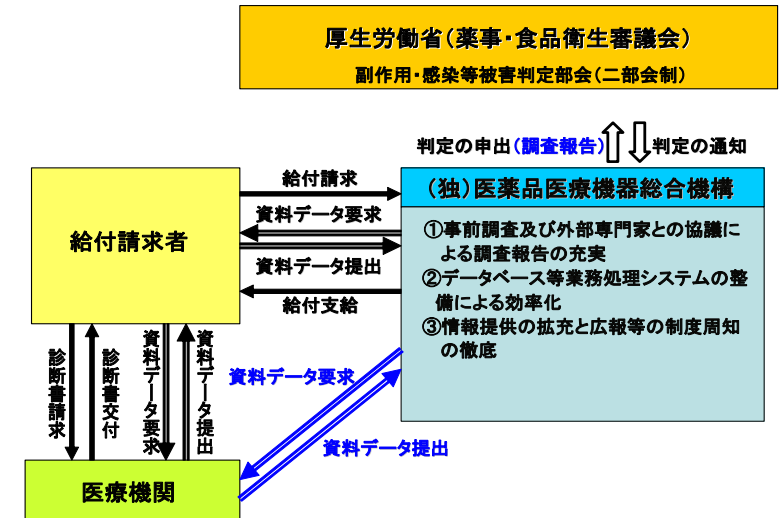 厚生労働省(薬事・食品衛生審議会)
副作用・感染等被害判定部会(二部会制)
判定の申出(調査報告)
判定の通知
給付請求
(独)医薬品医療機器総合機構
資料データ要求
①事前調査及び外部専門家との協議に
よる調査報告の充実
給付請求者
資料データ提出
②データベース等業務処理システムの整
備による効率化
給付支給
③情報提供の拡充と広報等の制度周知
の徹底
診断書請求
診断書交付
資料データ要求
資料データ提出
資料データ要求
資料データ提出
医療機関